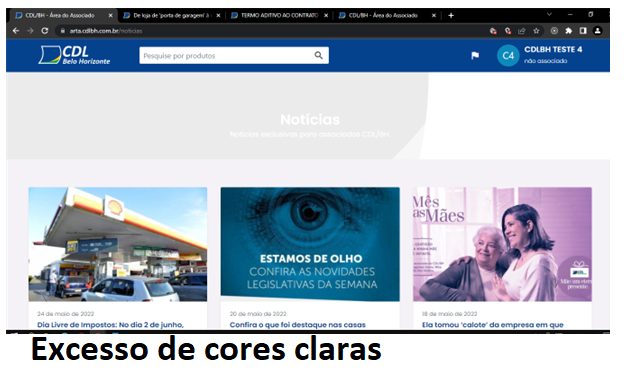 CDL/BH - Área do Associado
De loja de 'porta de garagem' à
TERMO ADITIVO AO CONTRATO
CDL/BH - Área do Associado
arta.cdlbh.com.br/noticias
CDL
Belo Horizonte
Pesquise por produtos
C4
CDLBH TESTE 4
não associado
Notícias
Notícias exclusivas para associados CDL/BH.
ESTAMOS DE OLHO
CONFIRA AS NOVIDADES
LEGISLATIVAS DA SEMANA
Mês
das Mães
24 de maio de 2022
Dia Livre de Impostos: No dia 2 de junho,
20 de maio de 2022
Confira o que foi destaque nas casas
18 de maio de 2022
Ela tomou 'calote' da empresa em que
Excesso de cores claras